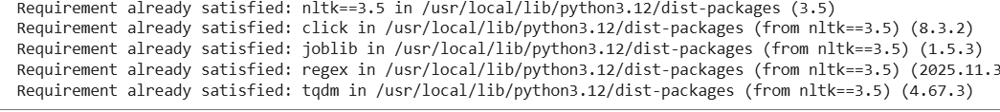 Requirement already satisfied: nltk==3.5 in /usr/local/lib/python3.12/dist-packages (3.5)
Requirement already satisfied: click in /usr/local/lib/python3.12/dist-packages (from nltk==3.5) (8.3.2)
Requirement already satisfied: joblib in /usr/local/lib/python3.12/dist-packages (from nltk==3.5) (1.5.3)
Requirement already satisfied: regex in /usr/local/lib/python3.12/dist-packages (from nltk==3.5) (2025.11.3
Requirement already satisfied: tqdm in /usr/local/lib/python3.12/dist-packages (from nltk==3.5) (4.67.3)